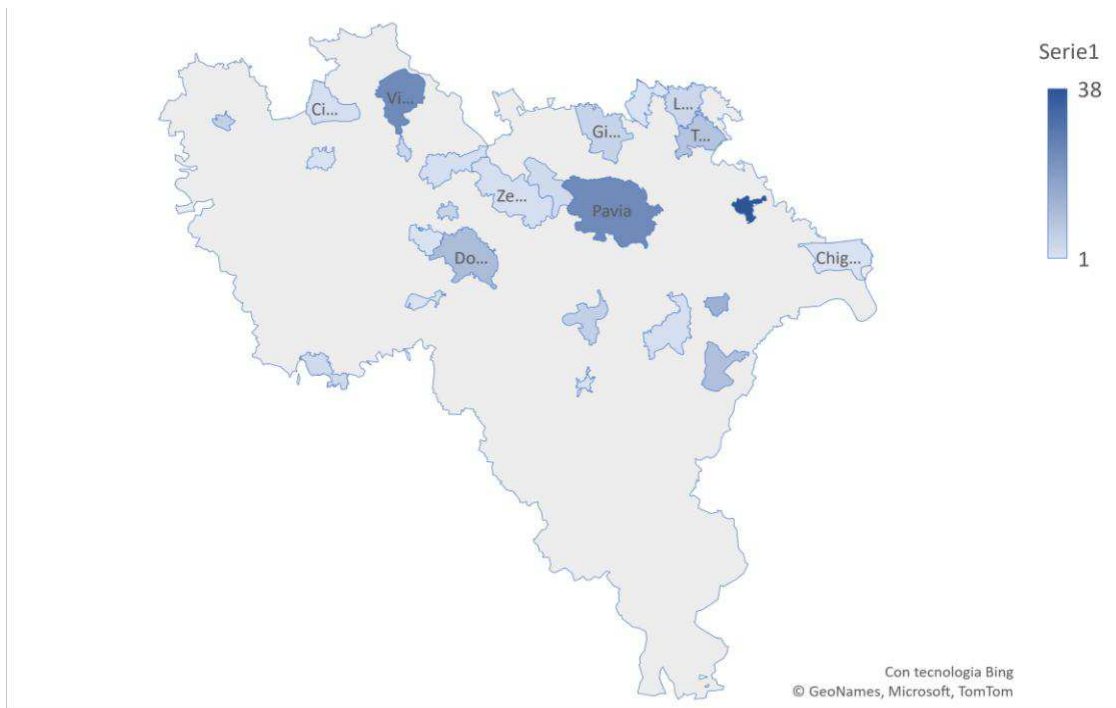 Serie1
38
1
Ci...
Vi...
L...
Gi...
T...
Ze...
Pavia
Do...
Chig...
Con tecnologia Bing
© GeoNames, Microsoft, TomTom